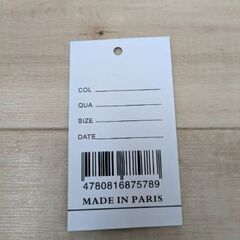 COL
QUA
SIZE
DATE
4780816875789
MADE IN PARIS